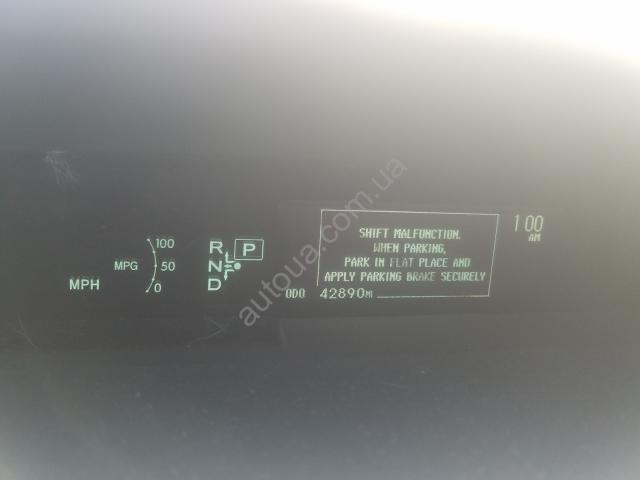 100
MPG
50
0
MPH
R
P
N
D
SHIFT MALFUNCTION.
WHEN PARKING,
PARK IN FLAT PLACE AND
APPLY PARKING BRAKE SECURELY
ODO 42890MI
1 00
AM
autoua.com.ua